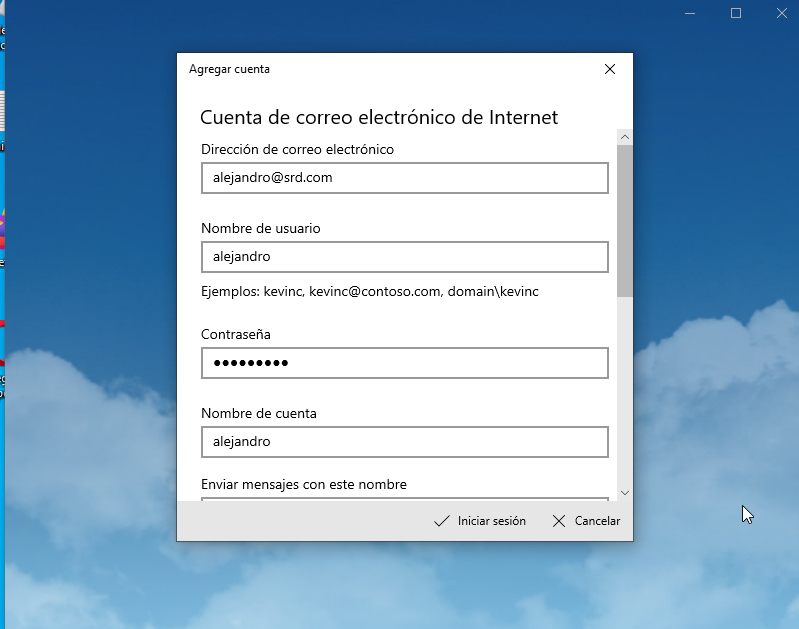 Agregar cuenta
Cuenta de correo electrónico de Internet
Dirección de correo electrónico
alejandro@srd.com
Nombre de usuario
alejandro
Ejemplos: kevinc, kevinc@contoso.com, domain\kevinc
Contraseña
●●●●●●●●●
Nombre de cuenta
alejandro
Enviar mensajes con este nombre
Iniciar sesión Cancelar